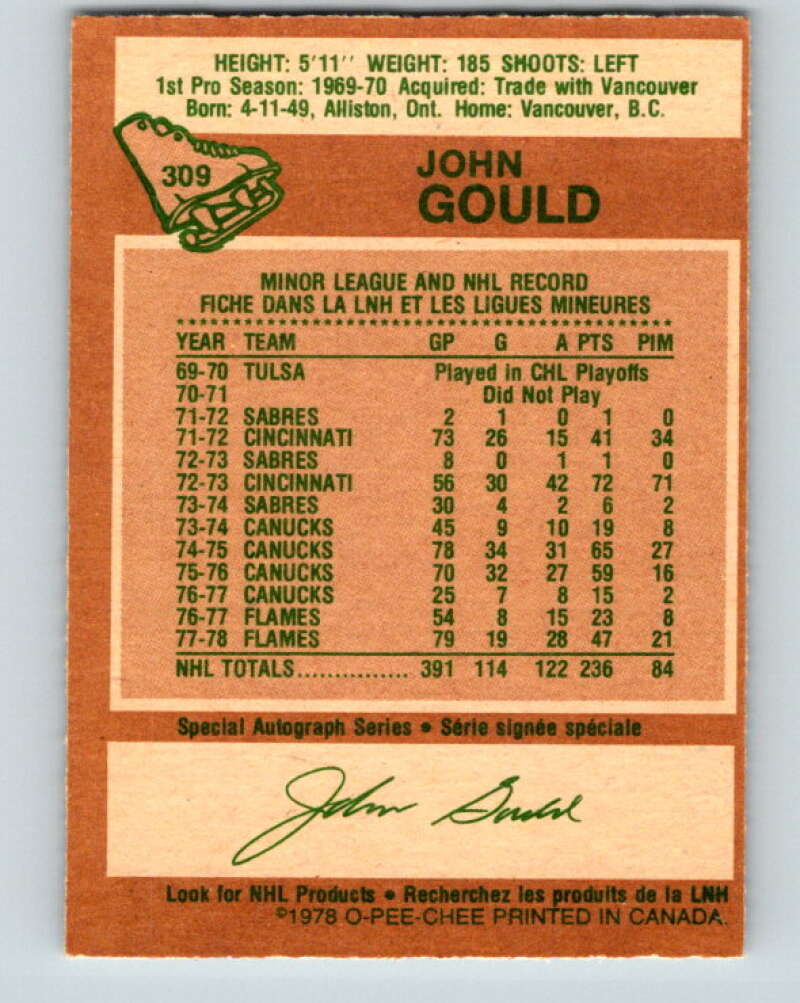 HEIGHT: 5'11'' WEIGHT: 185 SHOOTS: LEFT
1st Pro Season: 1969-70 Acquired: Trade with Vancouver
Born: 4-11-49, Alliston, Ont. Home: Vancouver, B.C.
309
JOHN
GOULD
MINOR LEAGUE AND NHL RECORD
FICHE DANS LA LNH ET LES LIGUES MINEURES
YEAR TEAM GP G A PTS PIM
69-70 TULSA Played in CHL Playoffs
70-71 Did Not Play
71-72 SABRES 2 1 0 1 0
71-72 CINCINNATI 73 26 15 41 34
72-73 SABRES 8 0 1 1 0
72-73 CINCINNATI 56 30 42 72 71
73-74 SABRES 30 4 2 6 2
73-74 CANUCKS 45 9 10 19 8
74-75 CANUCKS 78 34 31 65 27
75-76 CANUCKS 70 32 27 59 16
76-77 CANUCKS 25 7 8 15 2
76-77 FLAMES 54 8 15 23 8
77-78 FLAMES 79 19 28 47 21
NHL TOTALS............... 391 114 122 236 84
Special Autograph Series • Série signée spéciale
John Gould
Look for NHL Products • Recherchez les produits de la LNH
©1978 O-PEE-CHEE PRINTED IN CANADA.